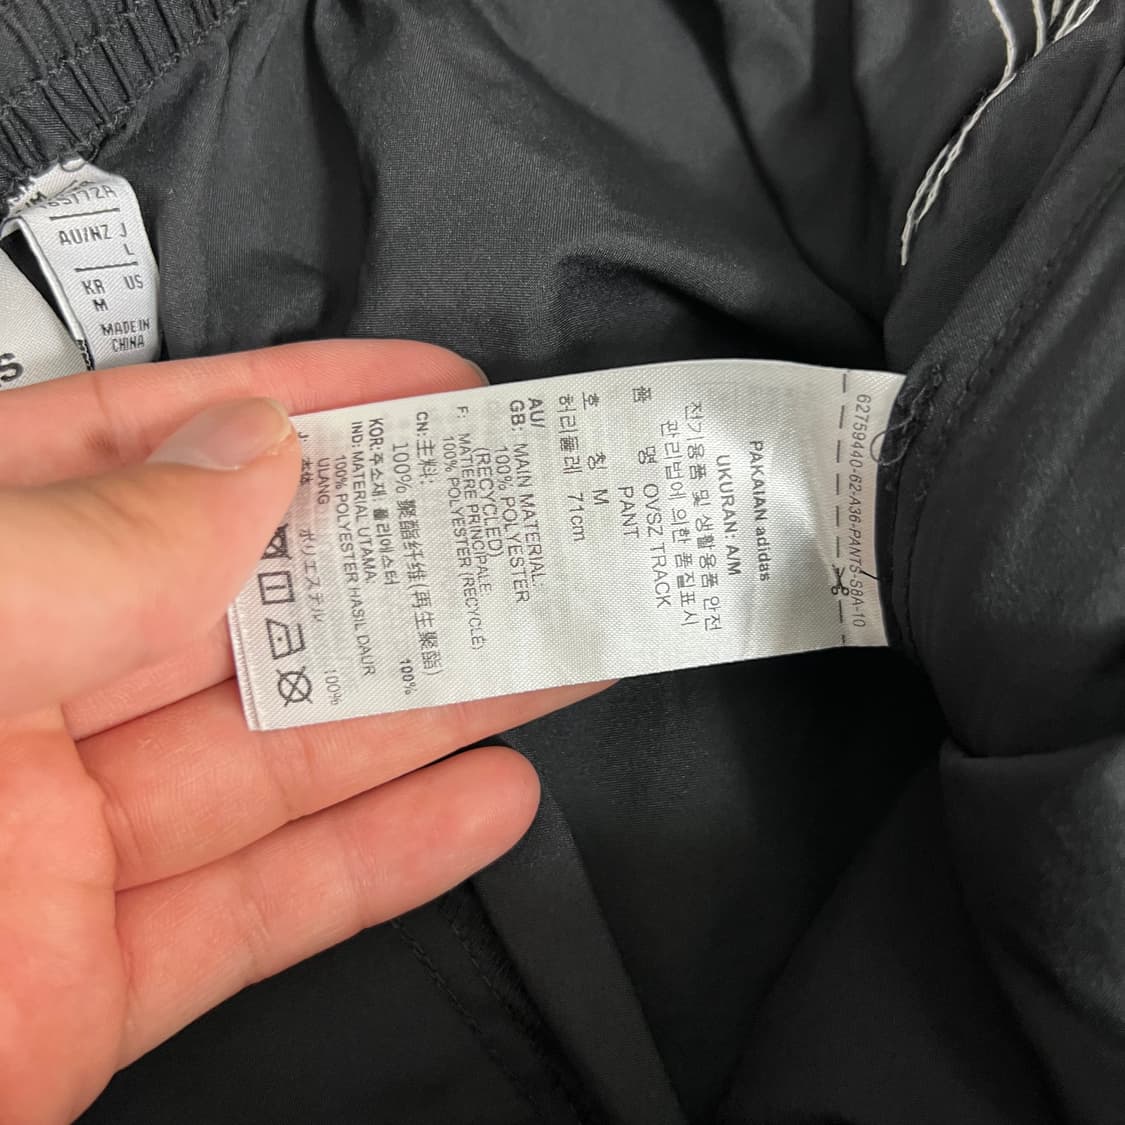 AU/NZ J
L
KR US
M
MADE IN
CHINA
S
62759440-62-A36-PANTS-S8A-10
PAKAIAN adidas
UKURAN: A/M
전기용품 및 생활용품 안전
관리법에 의한 품질표시
품 명 OVSZ TRACK
PANT
호 칭 M
허리둘레 71cm
AU/
GB: MAIN MATERIAL:
100% POLYESTER
(RECYCLED)
F: MATIERE PRINCIPALE:
100% POLYESTER (RECYCLÉ)
CN:主料:
100% 聚酯纤维(再生聚酯)
KOR:주소재: 폴리에스터 100%
IND: MATERIAL UTAMA:
100% POLYESTER HASIL DAUR
ULANG
J: 本体 ポリエステル 100%